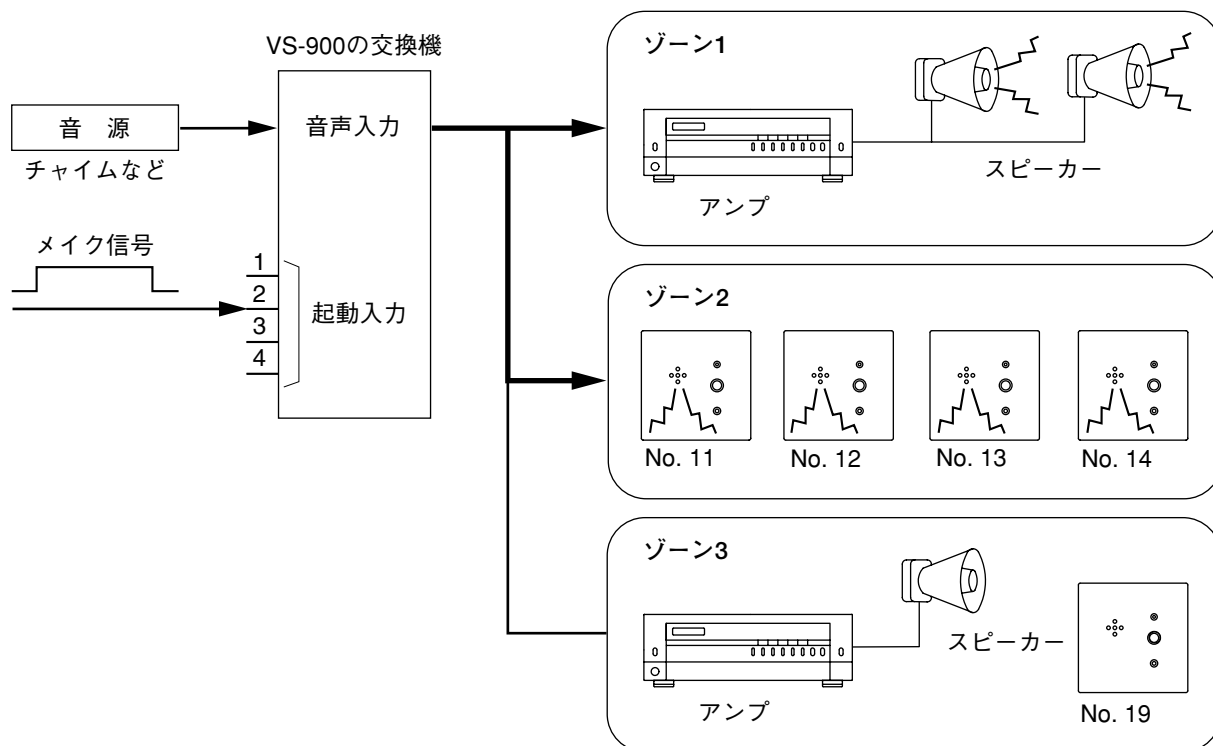 VS-900の交換機
音 源
チャイムなど
メイク信号
音声入力
1
2
3
4
起動入力
ゾーン1
アンプ
スピーカー
ゾーン2
No. 11
No. 12
No. 13
No. 14
ゾーン3
アンプ
スピーカー
No. 19